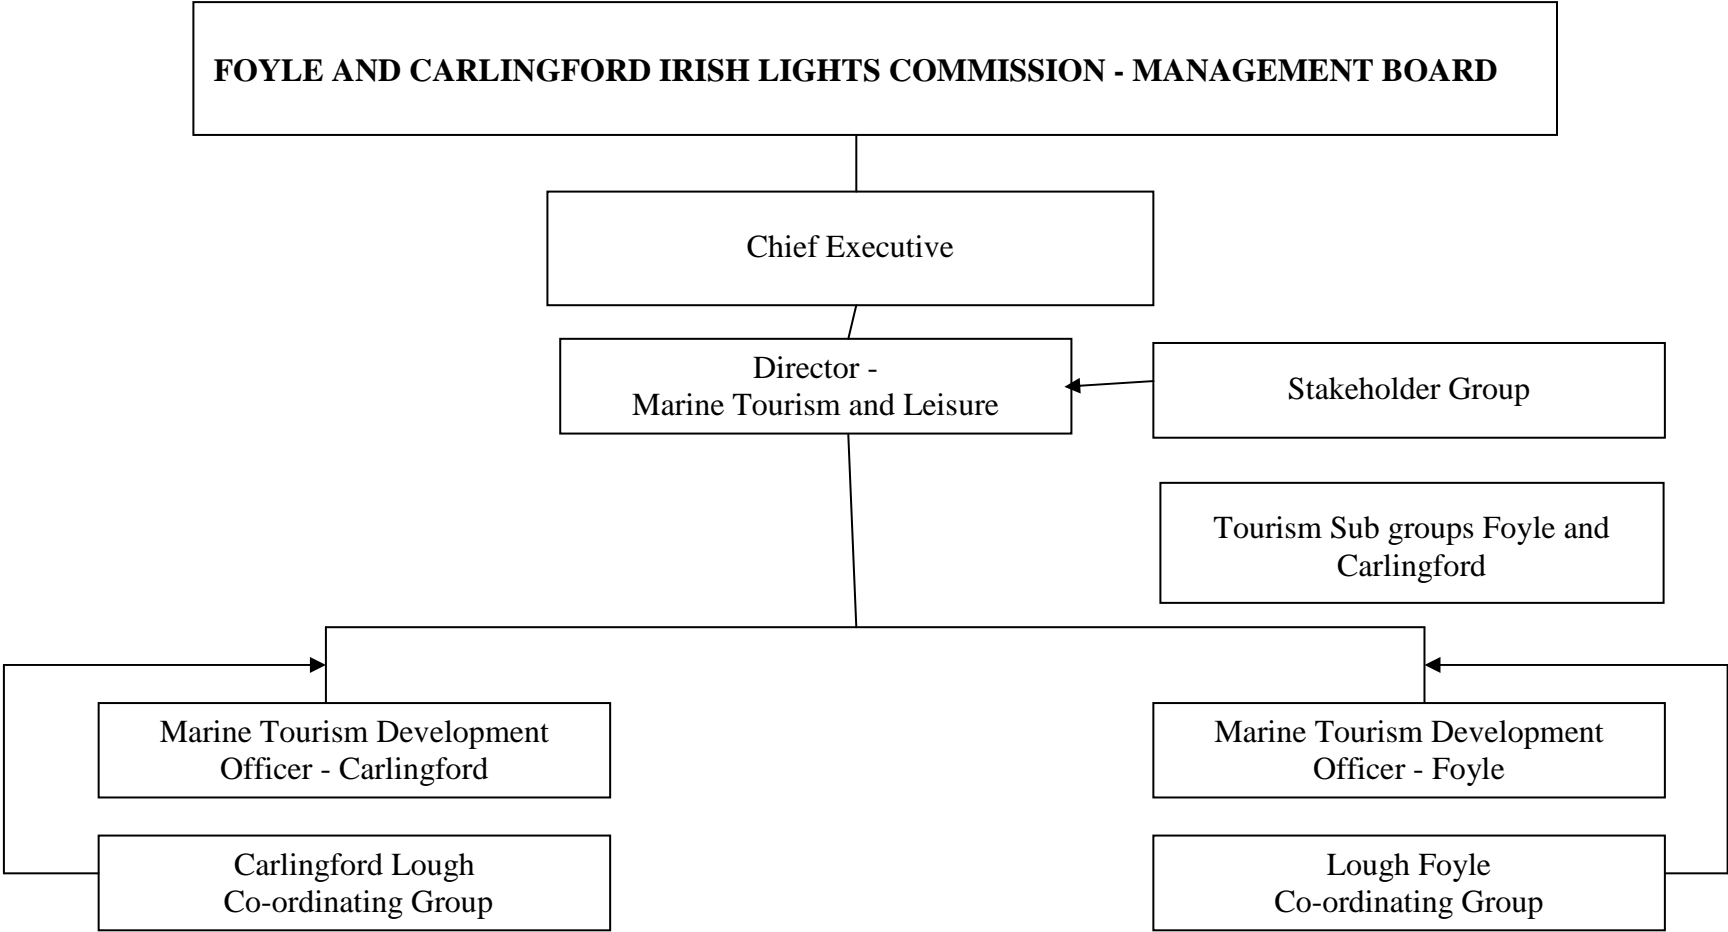 FOYLE AND CARLINGFORD IRISH LIGHTS COMMISSION - MANAGEMENT BOARD
Chief Executive
Director -
Marine Tourism and Leisure
Stakeholder Group
Tourism Sub groups Foyle and
Carlingford
Marine Tourism Development
Officer - Carlingford
Marine Tourism Development
Officer - Foyle
Carlingford Lough
Co-ordinating Group
Lough Foyle
Co-ordinating Group